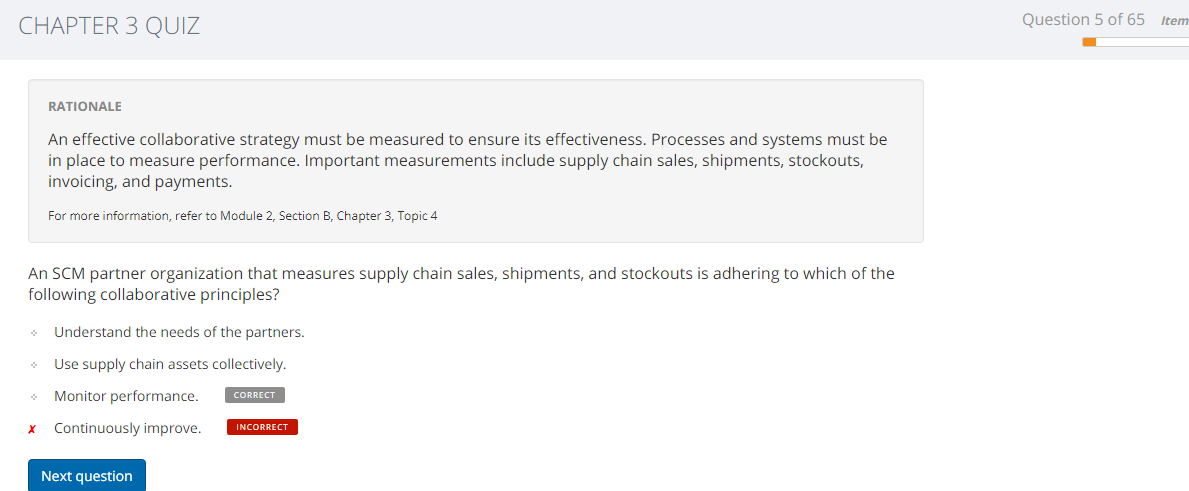 CHAPTER 3 QUIZ
Question 5 of 65 Item
RATIONALE
An effective collaborative strategy must be measured to ensure its effectiveness. Processes and systems must be
in place to measure performance. Important measurements include supply chain sales, shipments, stockouts,
invoicing, and payments.
For more information, refer to Module 2, Section B, Chapter 3, Topic 4
An SCM partner organization that measures supply chain sales, shipments, and stockouts is adhering to which of the
following collaborative principles?
Understand the needs of the partners.
Use supply chain assets collectively.
Monitor performance. CORRECT
✗ Continuously improve. INCORRECT
Next question